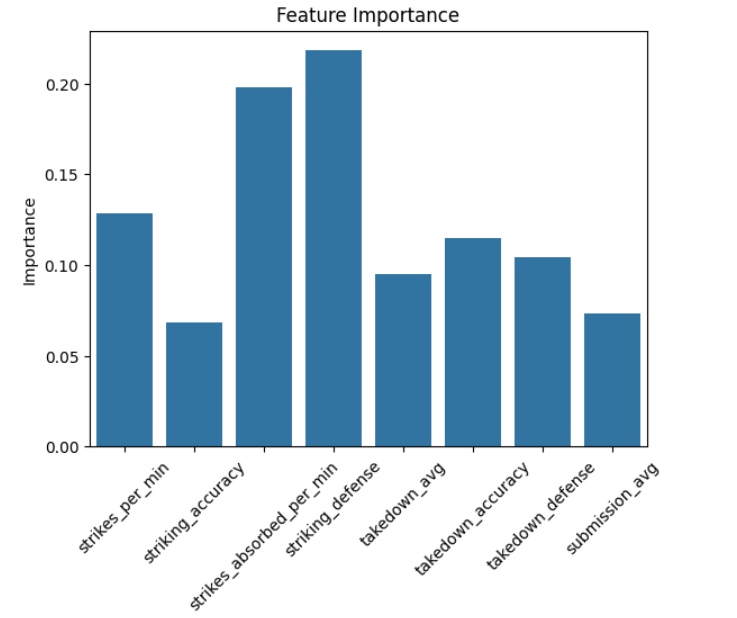 Feature Importance
Importance
0.20
0.15
0.10
0.05
0.00
strikes_per_min
striking_accuracy
strikes_absorbed_per_min
striking_defense
takedown_avg
takedown_accuracy
takedown_defense
submission_avg